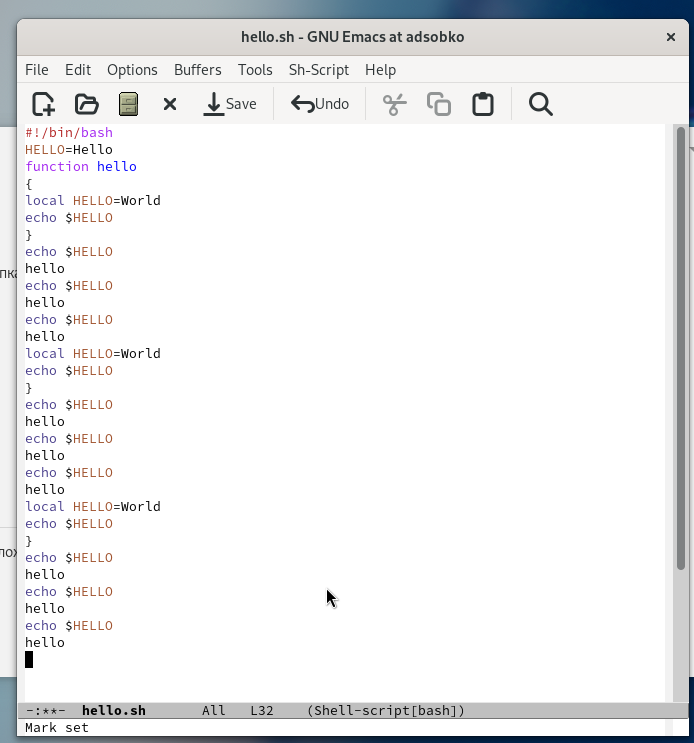 hello.sh - GNU Emacs at adsobko
File Edit Options Buffers Tools Sh-Script Help
Save Undo
#!/bin/bash
HELLO=Hello
function hello
{
local HELLO=World
echo $HELLO
}
echo $HELLO
hello
echo $HELLO
hello
echo $HELLO
hello
local HELLO=World
echo $HELLO
}
echo $HELLO
hello
echo $HELLO
hello
echo $HELLO
hello
local HELLO=World
echo $HELLO
}
echo $HELLO
hello
echo $HELLO
hello
echo $HELLO
hello
-:**- hello.sh All L32 (Shell-script[bash])
Mark set